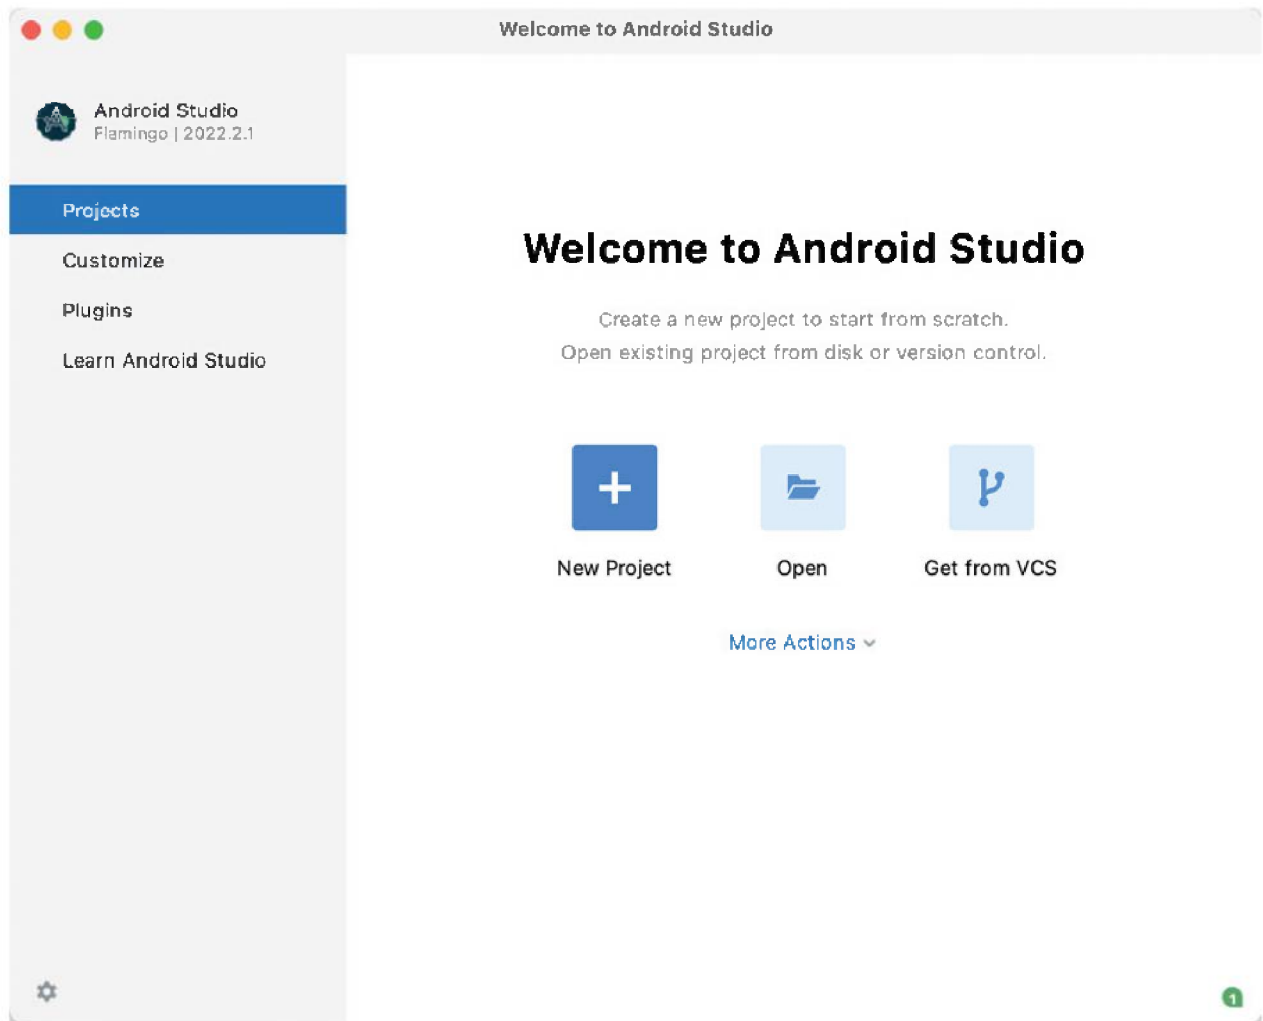 Welcome to Android Studio
Android Studio
Flamingo | 2022.2.1
Projects
Customize
Plugins
Learn Android Studio
Welcome to Android Studio
Create a new project to start from scratch.
Open existing project from disk or version control.
New Project
Open
Get from VCS
More Actions
1